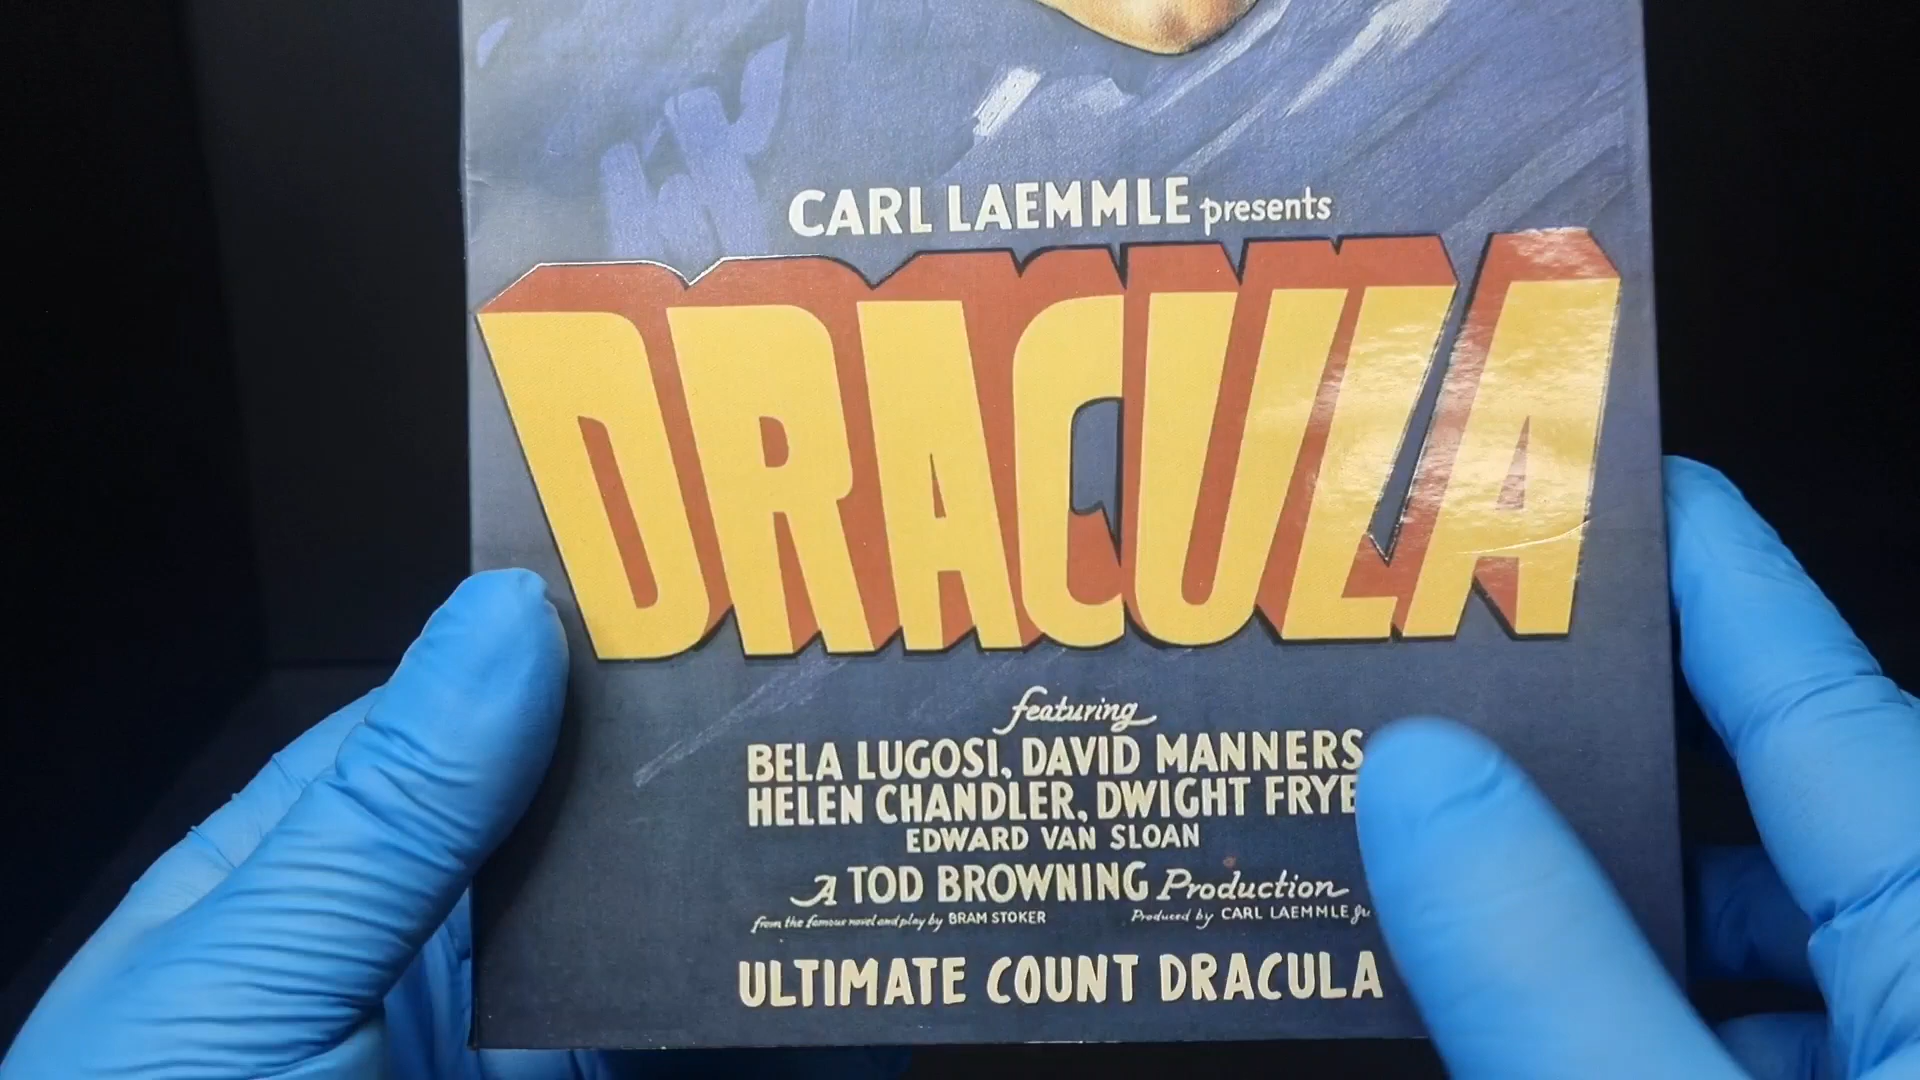 CARL LAEMMLE presents
DRACULA
featuring
BELA LUGOSI, DAVID MANNERS
HELEN CHANDLER, DWIGHT FRYE
EDWARD VAN SLOAN
A TOD BROWNING Production
from the famous novel and play by BRAM STOKER Produced by CARL LAEMMLE Jr
ULTIMATE COUNT DRACULA